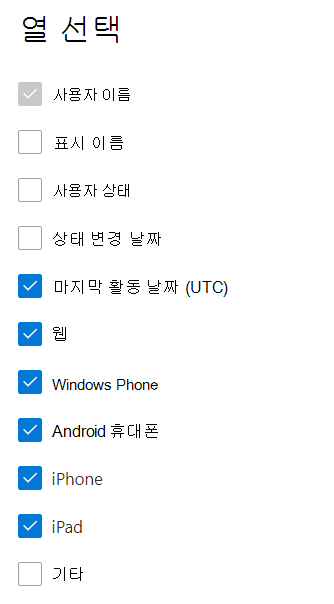 열 선택
사용자 이름
표시 이름
사용자 상태
상태 변경 날짜
마지막 활동 날짜 (UTC)
웹
Windows Phone
Android 휴대폰
iPhone
iPad
기타